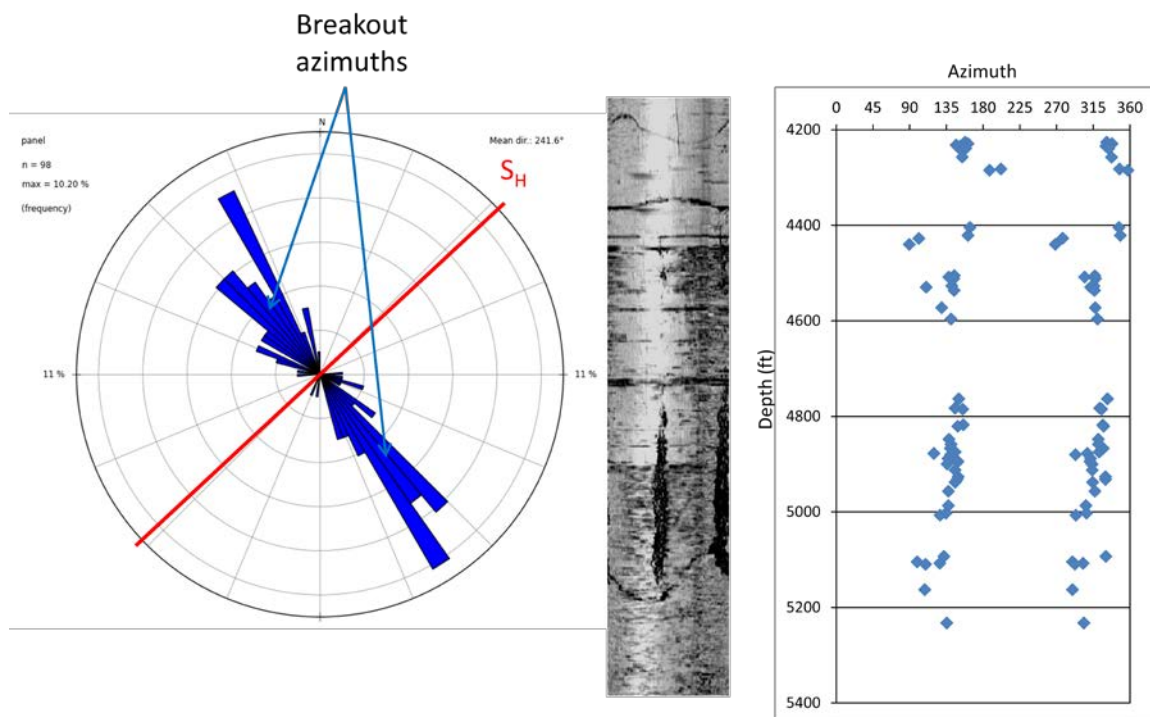 Breakout
azimuths
panel
n = 98
max = 10.20 %
(frequency)
N
Mean dir.: 241.6°
S_H
11 %
11 %
Azimuth
0 45 90 135 180 225 270 315 360
Depth (ft)
4200
4400
4600
4800
5000
5200
5400